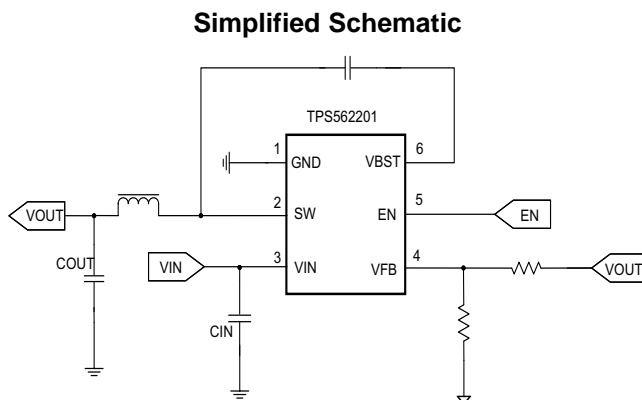 Simplified Schematic
TPS562201
1
GND
VBST
6
VOUT
2
SW
EN
5
EN
COUT
VIN
3
VIN
VFB
4
VOUT
CIN